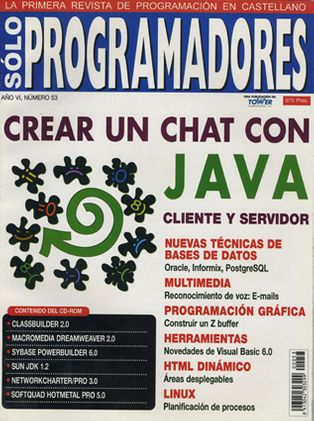 LA PRIMERA REVISTA DE PROGRAMACIÓN EN CASTELLANO
SÓLO
PROGRAMADORES
AÑO VI, NÚMERO 53
UNA PUBLICACIÓN DE
TOWER
875 Ptas.
CREAR UN CHAT CON
JAVA
CLIENTE Y SERVIDOR
NUEVAS TÉCNICAS DE
BASES DE DATOS
Oracle, Informix, PostgreSQL
MULTIMEDIA
Reconocimiento de voz: E-mails
PROGRAMACIÓN GRÁFICA
Construir un Z buffer
HERRAMIENTAS
Novedades de Visual Basic 6.0
HTML DINÁMICO
Áreas desplegables
LINUX
Planificación de procesos
CONTENIDO DEL CD-ROM
• CLASSBUILDER 2.0
• MACROMEDIA DREAMWEAVER 2.0
• SYBASE POWERBUILDER 6.0
• SUN JDK 1.2
• NETWORKCHARTER/PRO 3.0
• SOFTQUAD HOTMETAL PRO 5.0